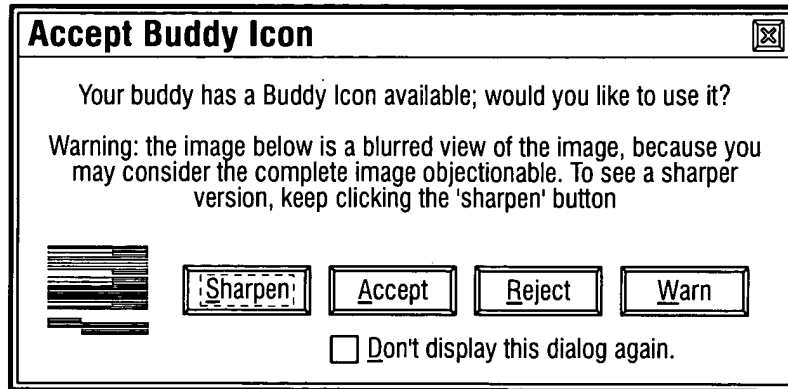 Accept Buddy Icon
Your buddy has a Buddy Icon available; would you like to use it?
Warning: the image below is a blurred view of the image, because you
may consider the complete image objectionable. To see a sharper
version, keep clicking the 'sharpen' button
Sharpen Accept Reject Warn
Don't display this dialog again.